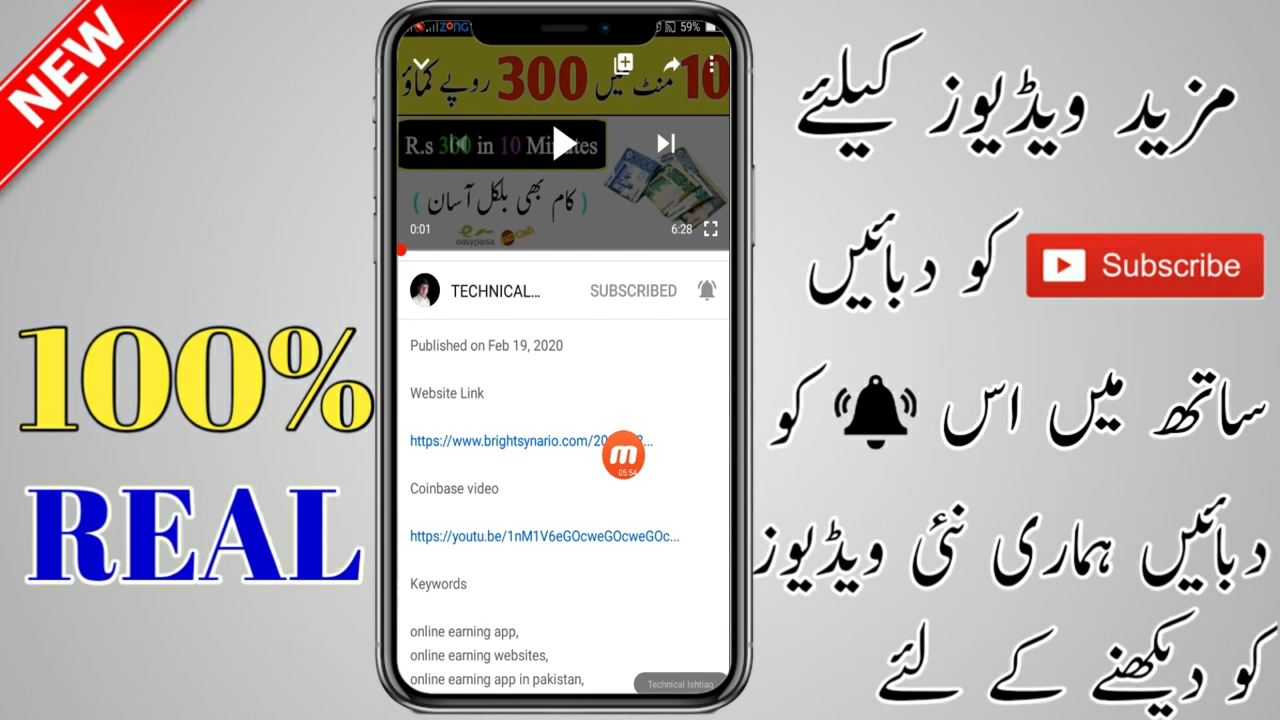 NEW
100%
REAL
ZONG
59%
10 منٹ میں 300 روپے کماؤ
R.s 300 in 10 Minutes
( کام بھی بلکل آسان )
easypaisa
Cash
0:01
6:28
TECHNICAL...
SUBSCRIBED
Published on Feb 19, 2020
Website Link
https://www.brightsynario.com/20
...
Coinbase video
https://youtu.be/1nM1V6eGOcweGOcweGOc...
Keywords
online earning app,
online earning websites,
online earning app in pakistan,
m
05:54
Technical Ishtiaq
مزید ویڈیوز کیلئے
Subscribe کو دبائیں
ساتھ میں اس کو
دبائیں ہماری نئی ویڈیوز
کو دیکھنے کے لئے